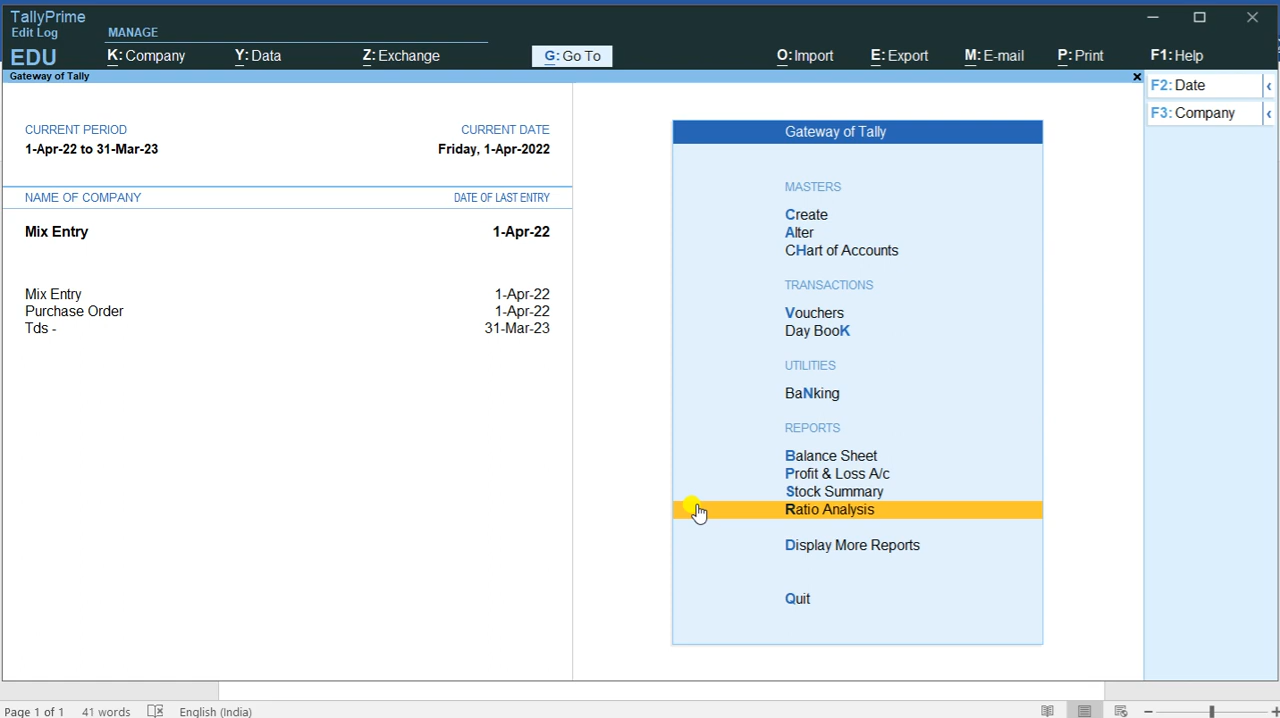 TallyPrime
Edit Log
MANAGE
EDU
K: Company
Y: Data
Z: Exchange
G: Go To
O: Import
E: Export
M: E-mail
P: Print
F1: Help
Gateway of Tally
F2: Date
F3: Company
CURRENT PERIOD
CURRENT DATE
1-Apr-22 to 31-Mar-23
Friday, 1-Apr-2022
NAME OF COMPANY
DATE OF LAST ENTRY
Mix Entry
1-Apr-22
Mix Entry
1-Apr-22
Purchase Order
1-Apr-22
Tds -
31-Mar-23
Gateway of Tally
MASTERS
Create
Alter
CHart of Accounts
TRANSACTIONS
Vouchers
Day BooK
UTILITIES
BaNking
REPORTS
Balance Sheet
Profit & Loss A/c
Stock Summary
Ratio Analysis
Display More Reports
Quit
Page 1 of 1
41 words
English (India)